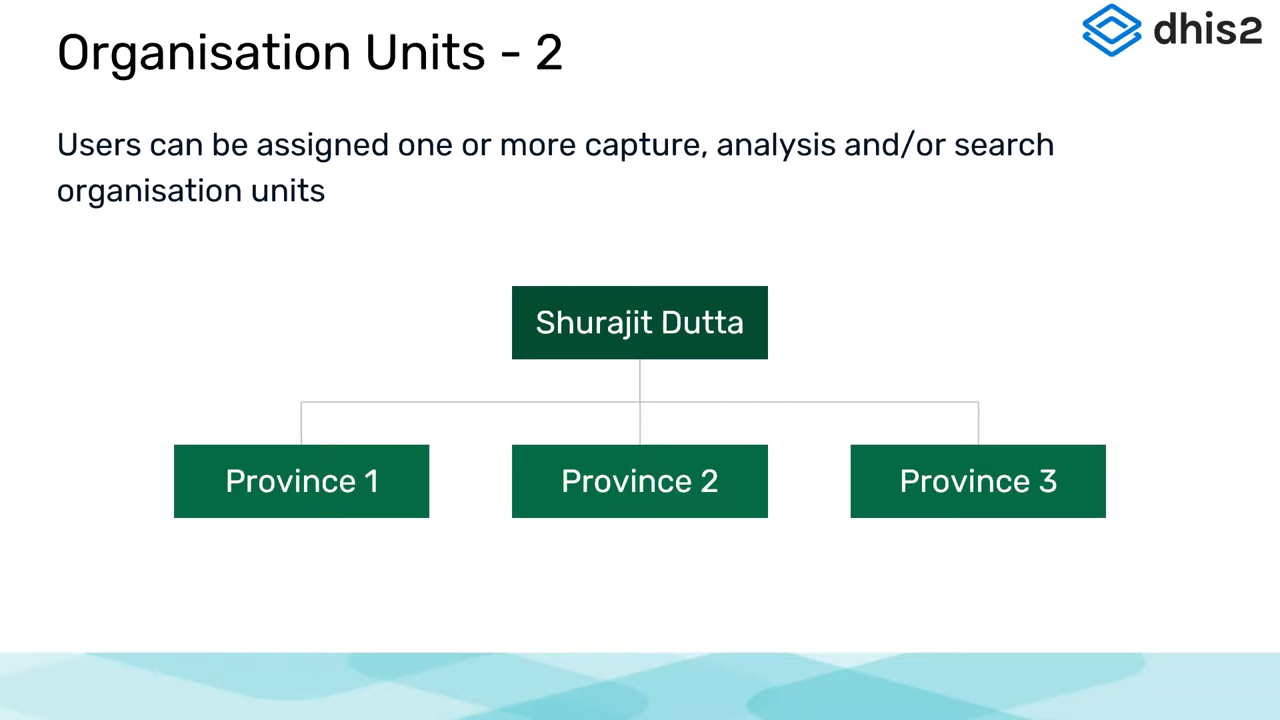 Organisation Units - 2
dhis2
Users can be assigned one or more capture, analysis and/or search
organisation units
Shurajit Dutta
Province 1
Province 2
Province 3